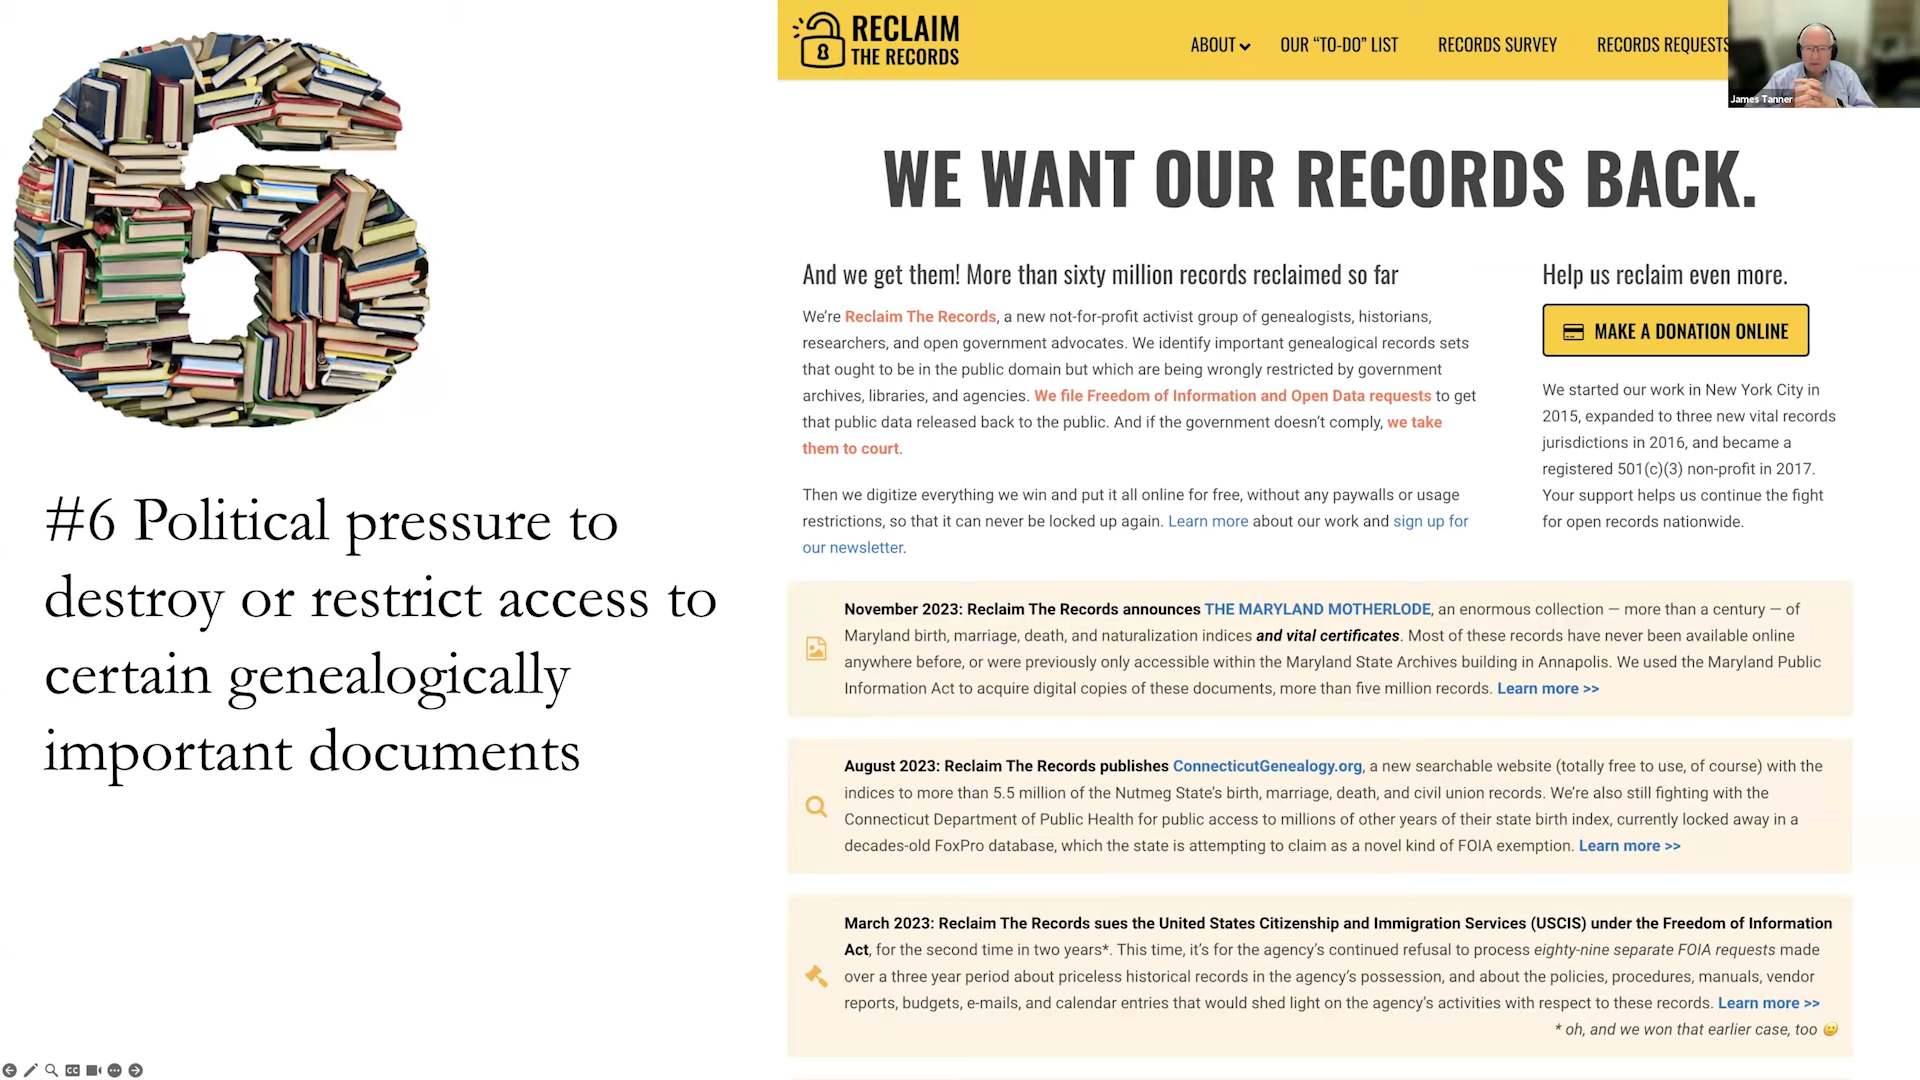 #6 Political pressure to
destroy or restrict access to
certain genealogically
important documents
RECLAIM
THE RECORDS
ABOUT
OUR “TO-DO” LIST
RECORDS SURVEY
RECORDS REQUESTS
James Tanner
WE WANT OUR RECORDS BACK.
And we get them! More than sixty million records reclaimed so far
We’re Reclaim The Records, a new not-for-profit activist group of genealogists, historians,
researchers, and open government advocates. We identify important genealogical records sets
that ought to be in the public domain but which are being wrongly restricted by government
archives, libraries, and agencies. We file Freedom of Information and Open Data requests to get
that public data released back to the public. And if the government doesn’t comply, we take
them to court.
Then we digitize everything we win and put it all online for free, without any paywalls or usage
restrictions, so that it can never be locked up again. Learn more about our work and sign up for
our newsletter.
Help us reclaim even more.
MAKE A DONATION ONLINE
We started our work in New York City in
2015, expanded to three new vital records
jurisdictions in 2016, and became a
registered 501(c)(3) non-profit in 2017.
Your support helps us continue the fight
for open records nationwide.
November 2023: Reclaim The Records announces THE MARYLAND MOTHERLODE, an enormous collection — more than a century — of
Maryland birth, marriage, death, and naturalization indices and vital certificates. Most of these records have never been available online
anywhere before, or were previously only accessible within the Maryland State Archives building in Annapolis. We used the Maryland Public
Information Act to acquire digital copies of these documents, more than five million records. Learn more >>
August 2023: Reclaim The Records publishes ConnecticutGenealogy.org, a new searchable website (totally free to use, of course) with the
indices to more than 5.5 million of the Nutmeg State’s birth, marriage, death, and civil union records. We’re also still fighting with the
Connecticut Department of Public Health for public access to millions of other years of their state birth index, currently locked away in a
decades-old FoxPro database, which the state is attempting to claim as a novel kind of FOIA exemption. Learn more >>
March 2023: Reclaim The Records sues the United States Citizenship and Immigration Services (USCIS) under the Freedom of Information
Act, for the second time in two years*. This time, it’s for the agency’s continued refusal to process eighty-nine separate FOIA requests made
over a three year period about priceless historical records in the agency’s possession, and about the policies, procedures, manuals, vendor
reports, budgets, e-mails, and calendar entries that would shed light on the agency’s activities with respect to these records. Learn more >>
* oh, and we won that earlier case, too 😀